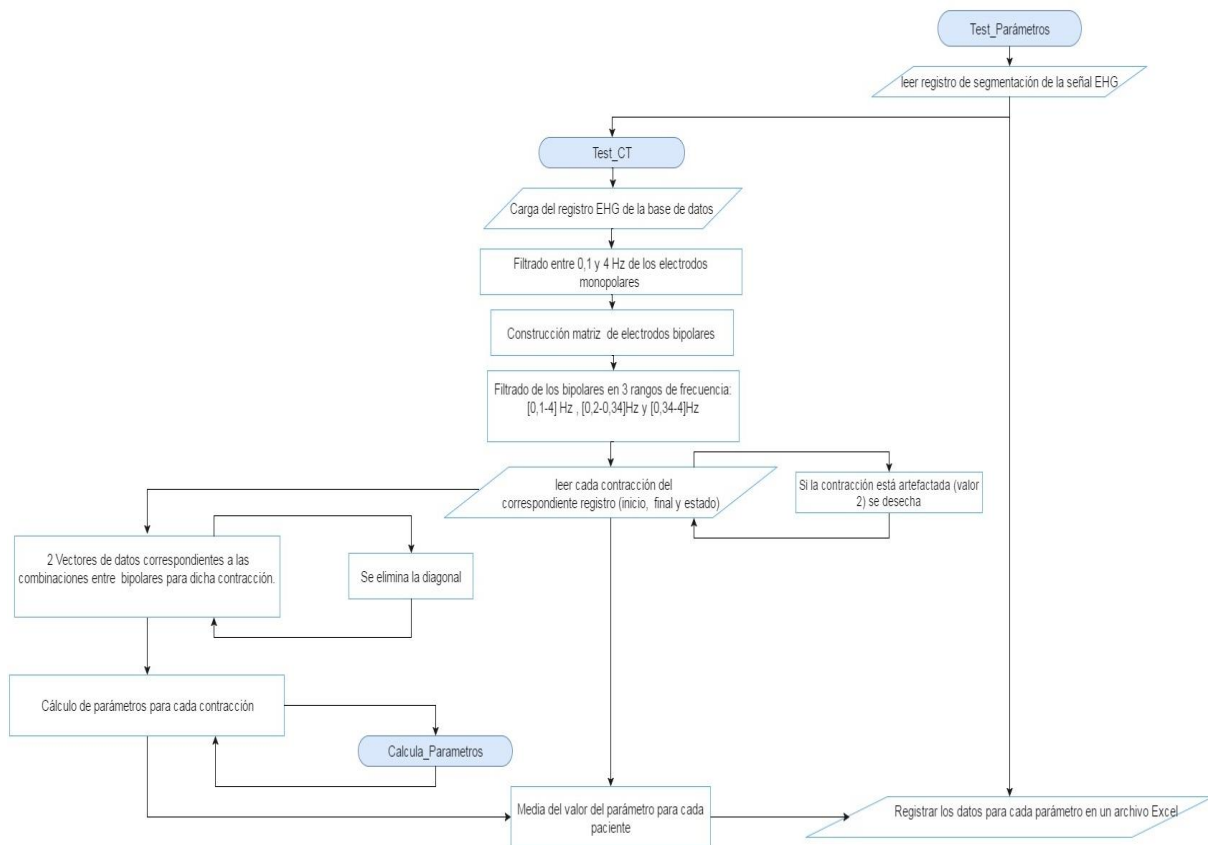 Test_Parámetros
leer registro de segmentación de la señal EHG
Test_CT
Carga del registro EHG de la base de datos
Filtrado entre 0,1 y 4 Hz de los electrodos
monopolares
Construcción matriz de electrodos bipolares
Filtrado de los bipolares en 3 rangos de frecuencia:
[0,1-4] Hz , [0,2-0,34]Hz y [0,34-4]Hz
leer cada contracción del
correspondiente registro (inicio, final y estado)
Si la contracción está artefactada (valor
2) se desecha
2 Vectores de datos correspondientes a las
combinaciones entre bipolares para dicha contracción.
Se elimina la diagonal
Cálculo de parámetros para cada contracción
Calcula_Parametros
Media del valor del parámetro para cada
paciente
Registrar los datos para cada parámetro en un archivo Excel